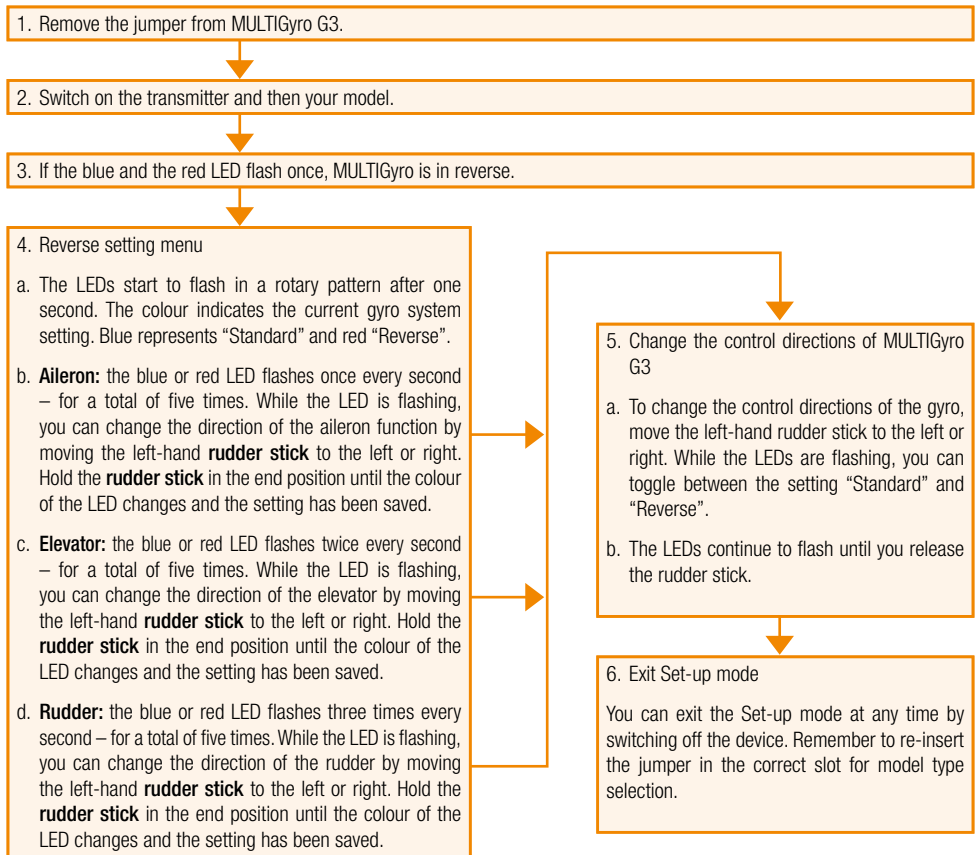 1. Remove the jumper from MULTIGyro G3.
2. Switch on the transmitter and then your model.
3. If the blue and the red LED flash once, MULTIGyro is in reverse.
4. Reverse setting menu
a. The LEDs start to flash in a rotary pattern after one
second. The colour indicates the current gyro system
setting. Blue represents “Standard” and red “Reverse”.
b. Aileron: the blue or red LED flashes once every second
– for a total of five times. While the LED is flashing,
you can change the direction of the aileron function by
moving the left-hand rudder stick to the left or right.
Hold the rudder stick in the end position until the colour
of the LED changes and the setting has been saved.
c. Elevator: the blue or red LED flashes twice every second
– for a total of five times. While the LED is flashing,
you can change the direction of the elevator by moving
the left-hand rudder stick to the left or right. Hold the
rudder stick in the end position until the colour of the
LED changes and the setting has been saved.
d. Rudder: the blue or red LED flashes three times every
second – for a total of five times. While the LED is flashing,
you can change the direction of the rudder by moving
the left-hand rudder stick to the left or right. Hold the
rudder stick in the end position until the colour of the
LED changes and the setting has been saved.
5. Change the control directions of MULTIGyro
G3
a. To change the control directions of the gyro,
move the left-hand rudder stick to the left or
right. While the LEDs are flashing, you can
toggle between the setting “Standard” and
“Reverse”.
b. The LEDs continue to flash until you release
the rudder stick.
6. Exit Set-up mode
You can exit the Set-up mode at any time by
switching off the device. Remember to re-insert
the jumper in the correct slot for model type
selection.